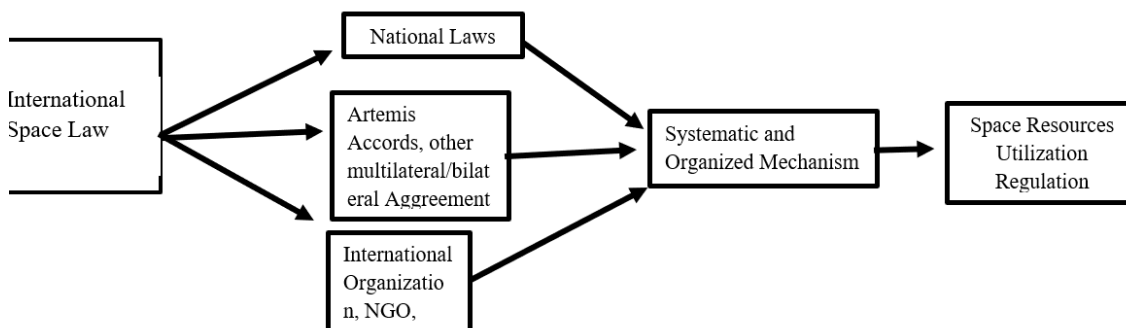 International
Space Law
National Laws
Artemis
Accords, other
multilateral/bilat
eral Aggreement
International
Organizatio
n, NGO,
Systematic and
Organized Mechanism
Space Resources
Utilization
Regulation